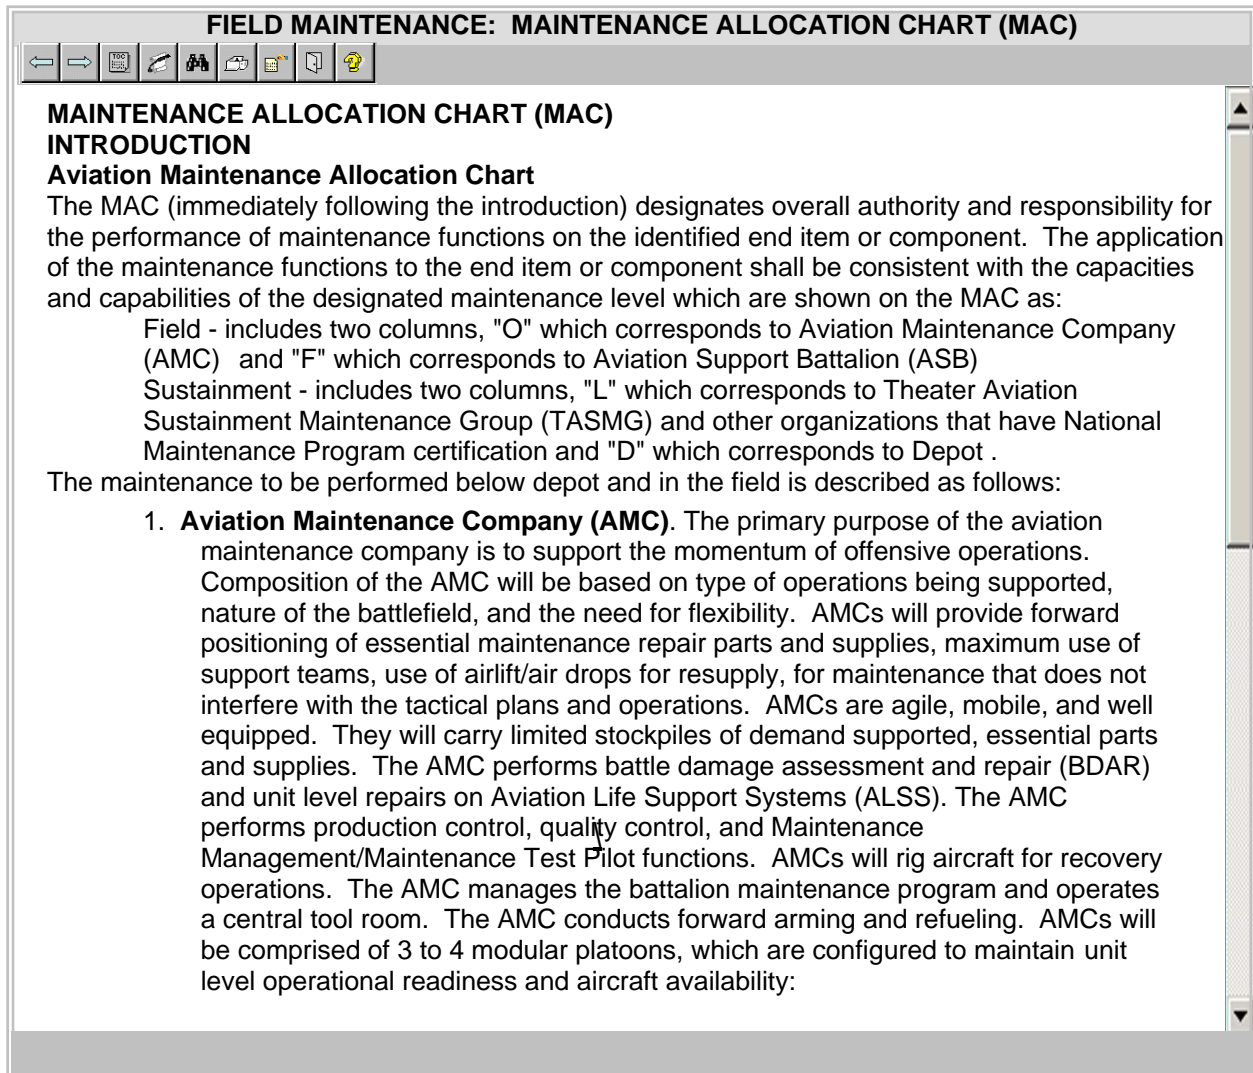 FIELD MAINTENANCE:  MAINTENANCE ALLOCATION CHART (MAC)
TOC
MAINTENANCE ALLOCATION CHART (MAC)
INTRODUCTION
Aviation Maintenance Allocation Chart
The MAC (immediately following the introduction) designates overall authority and responsibility for
the performance of maintenance functions on the identified end item or component.  The application
of the maintenance functions to the end item or component shall be consistent with the capacities
and capabilities of the designated maintenance level which are shown on the MAC as:
Field - includes two columns, "O" which corresponds to Aviation Maintenance Company
(AMC)  and "F" which corresponds to Aviation Support Battalion (ASB)
Sustainment - includes two columns, "L" which corresponds to Theater Aviation
Sustainment Maintenance Group (TASMG) and other organizations that have National
Maintenance Program certification and "D" which corresponds to Depot .
The maintenance to be performed below depot and in the field is described as follows:
1. Aviation Maintenance Company (AMC). The primary purpose of the aviation
maintenance company is to support the momentum of offensive operations.
Composition of the AMC will be based on type of operations being supported,
nature of the battlefield, and the need for flexibility.  AMCs will provide forward
positioning of essential maintenance repair parts and supplies, maximum use of
support teams, use of airlift/air drops for resupply, for maintenance that does not
interfere with the tactical plans and operations.  AMCs are agile, mobile, and well
equipped.  They will carry limited stockpiles of demand supported, essential parts
and supplies.  The AMC performs battle damage assessment and repair (BDAR)
and unit level repairs on Aviation Life Support Systems (ALSS). The AMC
performs production control, quality control, and Maintenance
Management/Maintenance Test Pilot functions.  AMCs will rig aircraft for recovery
operations.  The AMC manages the battalion maintenance program and operates
a central tool room.  The AMC conducts forward arming and refueling.  AMCs will
be comprised of 3 to 4 modular platoons, which are configured to maintain unit
level operational readiness and aircraft availability: